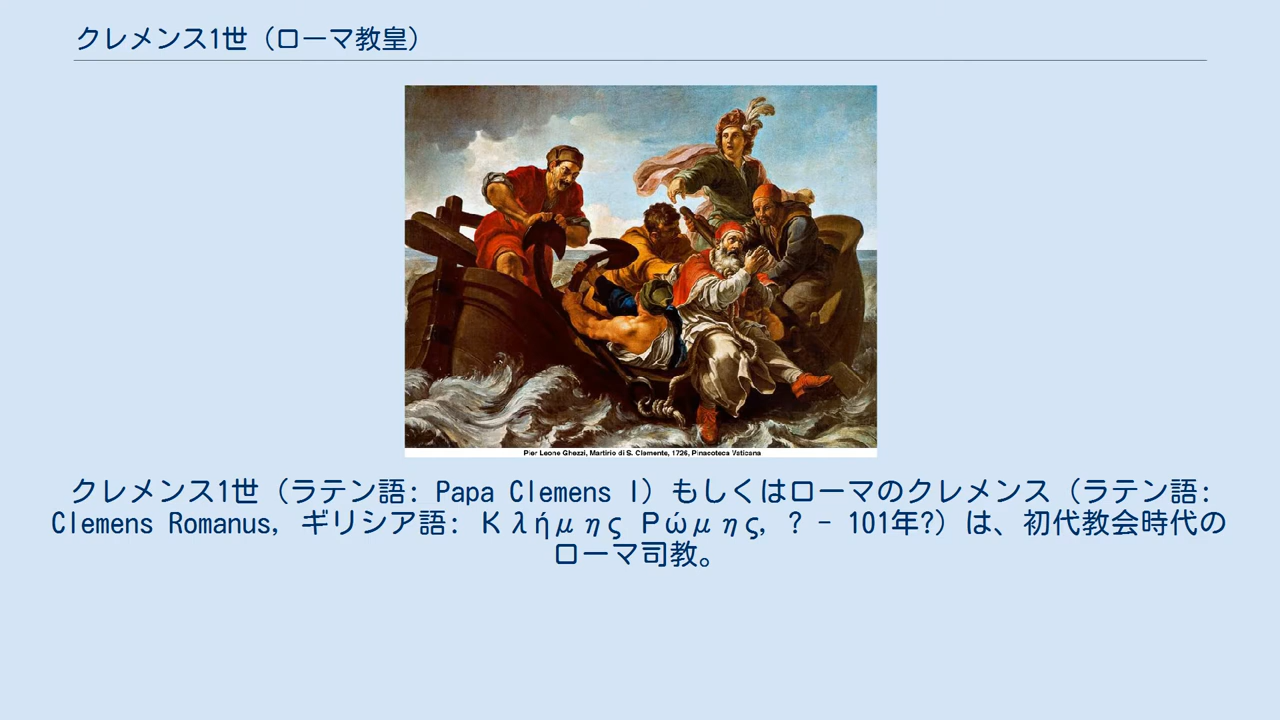 クレメンス1世（ローマ教皇）
Pier Leone Ghezzi, Martirio di S. Clemente, 1726, Pinacoteca Vaticana
クレメンス1世（ラテン語: Papa Clemens I）もしくはローマのクレメンス（ラテン語:
Clemens Romanus, ギリシア語: Κλήμης Ρώμης, ? - 101年?）は、初代教会時代の
ローマ司教。